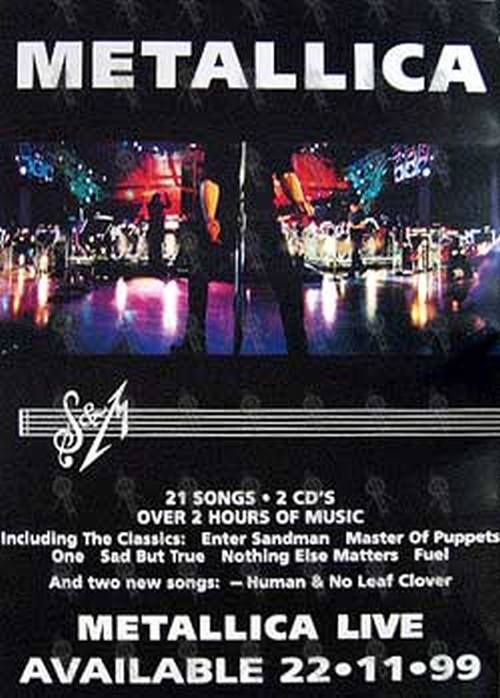 METALLICA
S&M
21 SONGS • 2 CD'S
OVER 2 HOURS OF MUSIC
Including The Classics: Enter Sandman Master Of Puppets
One Sad But True Nothing Else Matters Fuel
And two new songs: – Human & No Leaf Clover
METALLICA LIVE
AVAILABLE 22•11•99